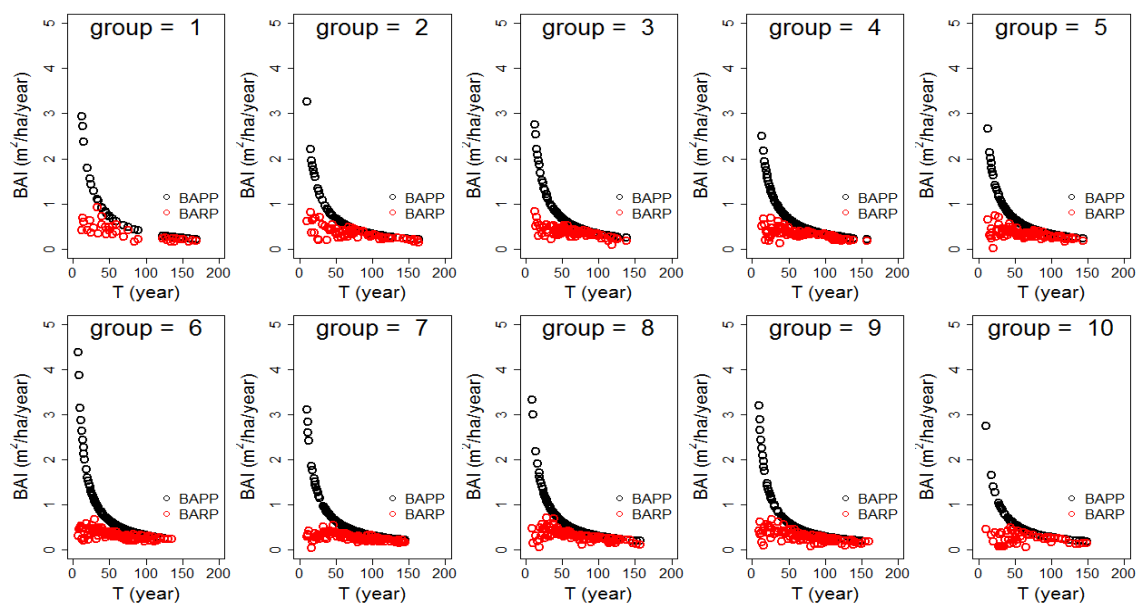 group = 1
5
4
3
2
1
0
BAI (m²/ha/year)
BAPP
BARP
0 50 100 150 200
T (year)
group = 2
5
4
3
2
1
0
BAI (m²/ha/year)
BAPP
BARP
0 50 100 150 200
T (year)
group = 3
5
4
3
2
1
0
BAI (m²/ha/year)
BAPP
BARP
0 50 100 150 200
T (year)
group = 4
5
4
3
2
1
0
BAI (m²/ha/year)
BAPP
BARP
0 50 100 150 200
T (year)
group = 5
5
4
3
2
1
0
BAI (m²/ha/year)
BAPP
BARP
0 50 100 150 200
T (year)
group = 6
5
4
3
2
1
0
BAI (m²/ha/year)
BAPP
BARP
0 50 100 150 200
T (year)
group = 7
5
4
3
2
1
0
BAI (m²/ha/year)
BAPP
BARP
0 50 100 150 200
T (year)
group = 8
5
4
3
2
1
0
BAI (m²/ha/year)
BAPP
BARP
0 50 100 150 200
T (year)
group = 9
5
4
3
2
1
0
BAI (m²/ha/year)
BAPP
BARP
0 50 100 150 200
T (year)
group = 10
5
4
3
2
1
0
BAI (m²/ha/year)
BAPP
BARP
0 50 100 150 200
T (year)